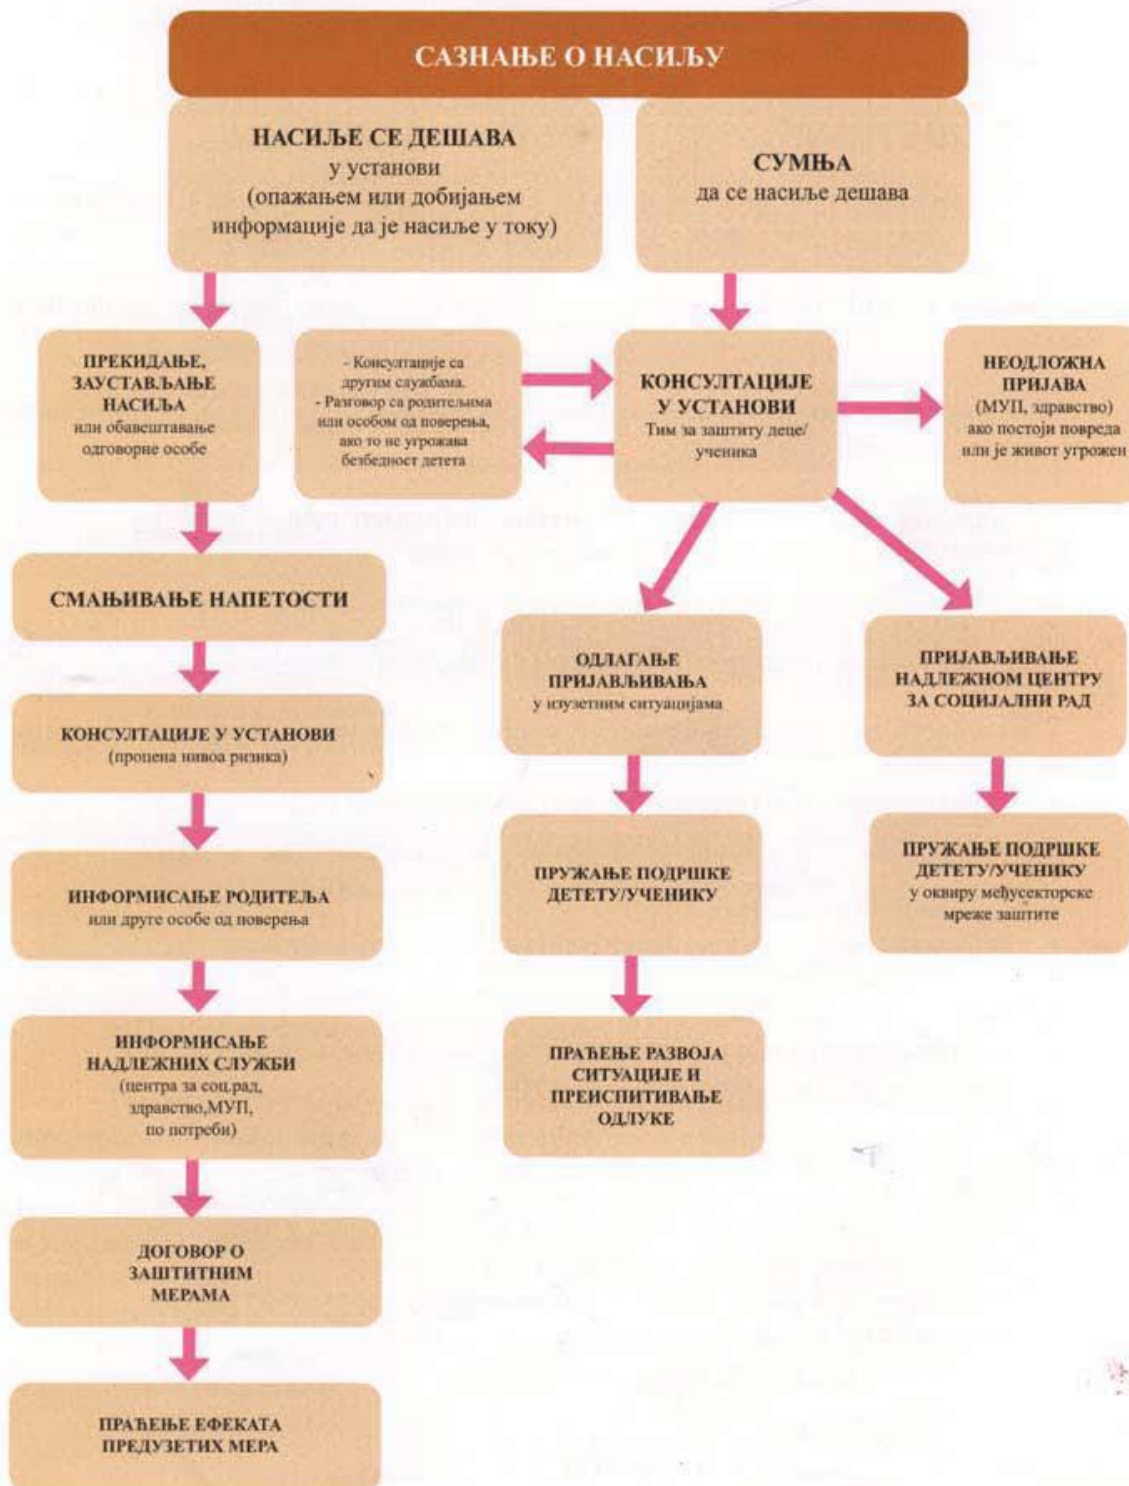 САЗНАЊЕ О НАСИЉУ
НАСИЉЕ СЕ ДЕШАВА
у установи
(опажањем или добијањем
информације да је насиље у току)
СУМЊА
да се насиље дешава
ПРЕКИДАЊЕ,
ЗАУСТАВЉАЊЕ
НАСИЉА
или обавештавање
одговорне особе
- Консултације са
другим службама.
- Разговор са родитељима
или особом од поверења,
ако то не угрожава
безбедност детета
КОНСУЛТАЦИЈЕ
У УСТАНОВИ
Тим за заштиту деце/
ученика
НЕОДЛОЖНА
ПРИЈАВА
(МУП, здравство)
ако постоји повреда
или је живот угрожен
СМАЊИВАЊЕ НАПЕТОСТИ
КОНСУЛТАЦИЈЕ У УСТАНОВИ
(процена нивоа ризика)
ИНФОРМИСАЊЕ РОДИТЕЉА
или друге особе од поверења
ИНФОРМИСАЊЕ
НАДЛЕЖНИХ СЛУЖБИ
(центра за соц.рад,
здравство,МУП,
по потреби)
ДОГОВОР О
ЗАШТИТНИМ
МЕРАМА
ПРАЋЕЊЕ ЕФЕКАТА
ПРЕДУЗЕТИХ МЕРА
ОДЛАГАЊЕ
ПРИЈАВЉИВАЊА
у изузетним ситуацијама
ПРУЖАЊЕ ПОДРШКЕ
ДЕТЕТУ/УЧЕНИКУ
ПРАЋЕЊЕ РАЗВОЈА
СИТУАЦИЈЕ И
ПРЕИСПИТИВАЊЕ
ОДЛУКЕ
ПРИЈАВЉИВАЊЕ
НАДЛЕЖНОМ ЦЕНТРУ
ЗА СОЦИЈАЛНИ РАД
ПРУЖАЊЕ ПОДРШКЕ
ДЕТЕТУ/УЧЕНИКУ
у оквиру међусекторске
мреже заштите